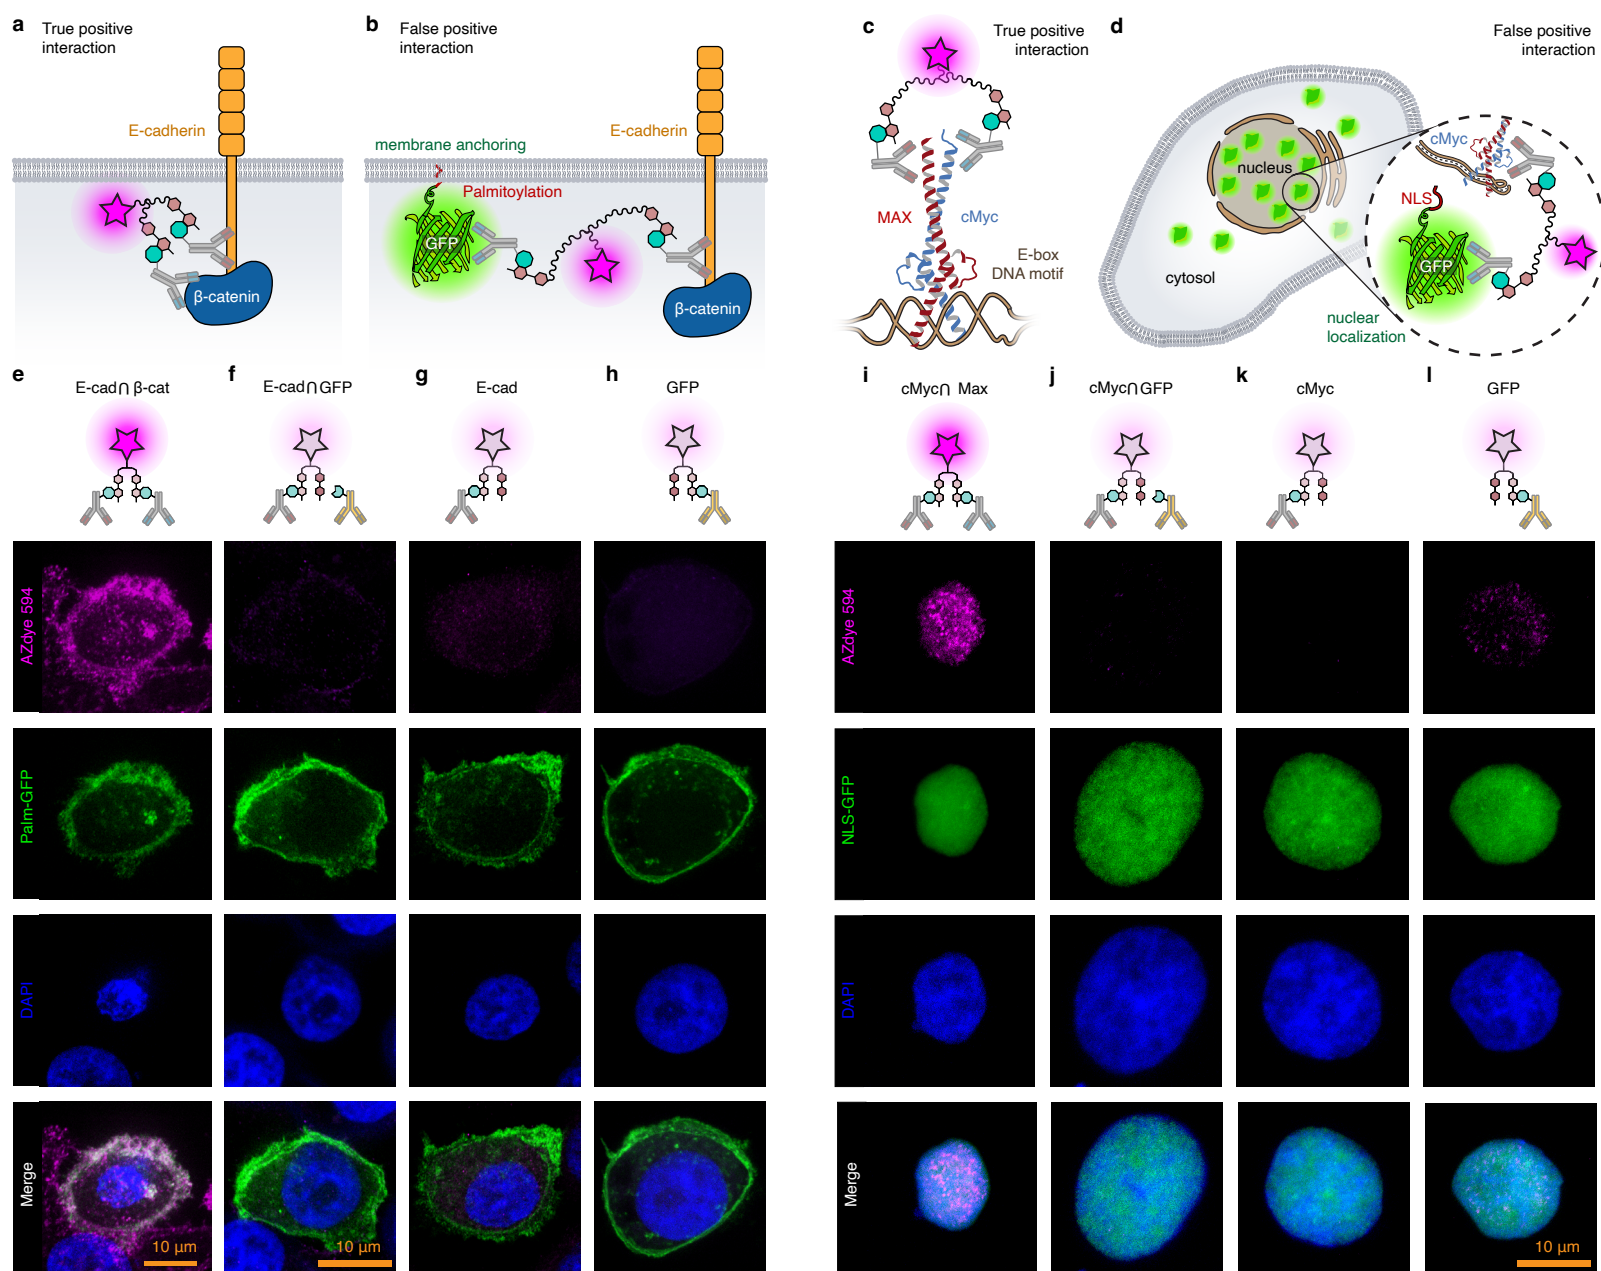 a
True positive
interaction
E-cadherin
β-catenin
b
False positive
interaction
E-cadherin
membrane anchoring
Palmitoylation
GFP
β-catenin
c
True positive
interaction
MAX
cMyc
E-box
DNA motif
d
False positive
interaction
nucleus
cytosol
cMyc
NLS
GFP
nuclear
localization
e
E-cad∩ β-cat
f
E-cad∩GFP
g
E-cad
h
GFP
i
cMyc∩ Max
j
cMyc∩GFP
k
cMyc
l
GFP
AZdye 594
Palm-GFP
DAPI
Merge
10 µm
10 µm
AZdye 594
NLS-GFP
DAPI
Merge
10 µm